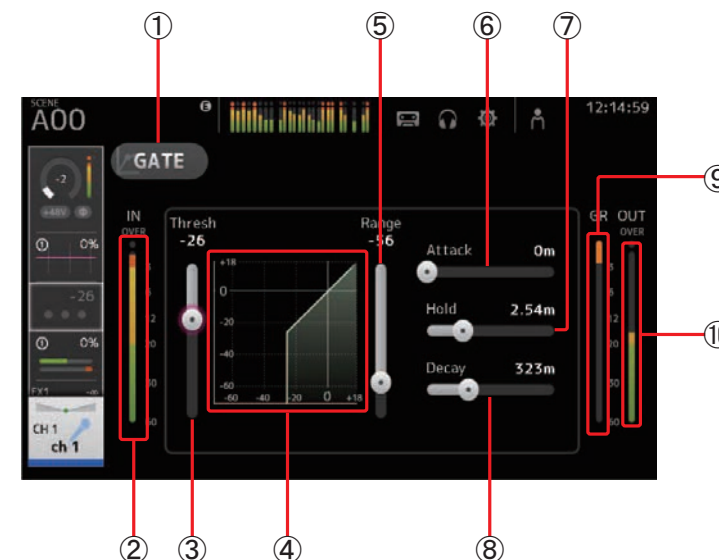 ① ⑤ ⑥ ⑦
SCENE
A00
E
12:14:59
GATE
⑨
-2
+48V
IN
OVER
Thresh
-26
Range
-56
Attack 0m
GR OUT
OVER
0%
+18
0
-20
-40
-60
-60 -40 -20 0 +18
-26
Hold 2.54m
⑩
0%
Decay 323m
CH 1
ch 1
② ③ ④ ⑧